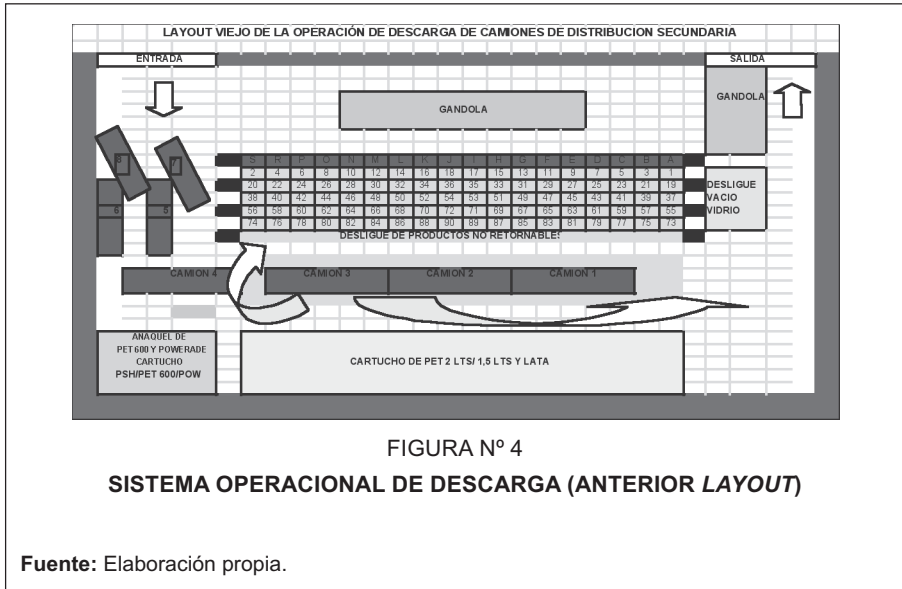 LAYOUT VIEJO DE LA OPERACIÓN DE DESCARGA DE CAMIONES DE DISTRIBUCION SECUNDARIA
ENTRADA
SALIDA
GANDOLA
GANDOLA
8
7
S R P O N M L K J I H G F E D C B A
2 4 6 8 10 12 14 16 18 17 15 13 11 9 7 5 3 1
20 22 24 26 28 30 32 34 36 35 33 31 29 27 25 23 21 19
38 40 42 44 46 48 50 52 54 53 51 49 47 45 43 41 39 37
56 58 60 62 64 66 68 70 72 71 69 67 65 63 61 59 57 55
74 76 78 80 82 84 86 88 90 89 87 85 83 81 79 77 75 73
DESLIGUE
VACIO
VIDRIO
6
5
DESLIGUE DE PRODUCTOS NO RETORNABLES
CAMION 4
CAMION 3
CAMION 2
CAMION 1
ANAQUEL DE
PET 600 Y POWERADE
CARTUCHO
PSH/PET 600/POW
CARTUCHO DE PET 2 LTS/ 1,5 LTS Y LATA
FIGURA Nº 4
SISTEMA OPERACIONAL DE DESCARGA (ANTERIOR LAYOUT)
Fuente: Elaboración propia.